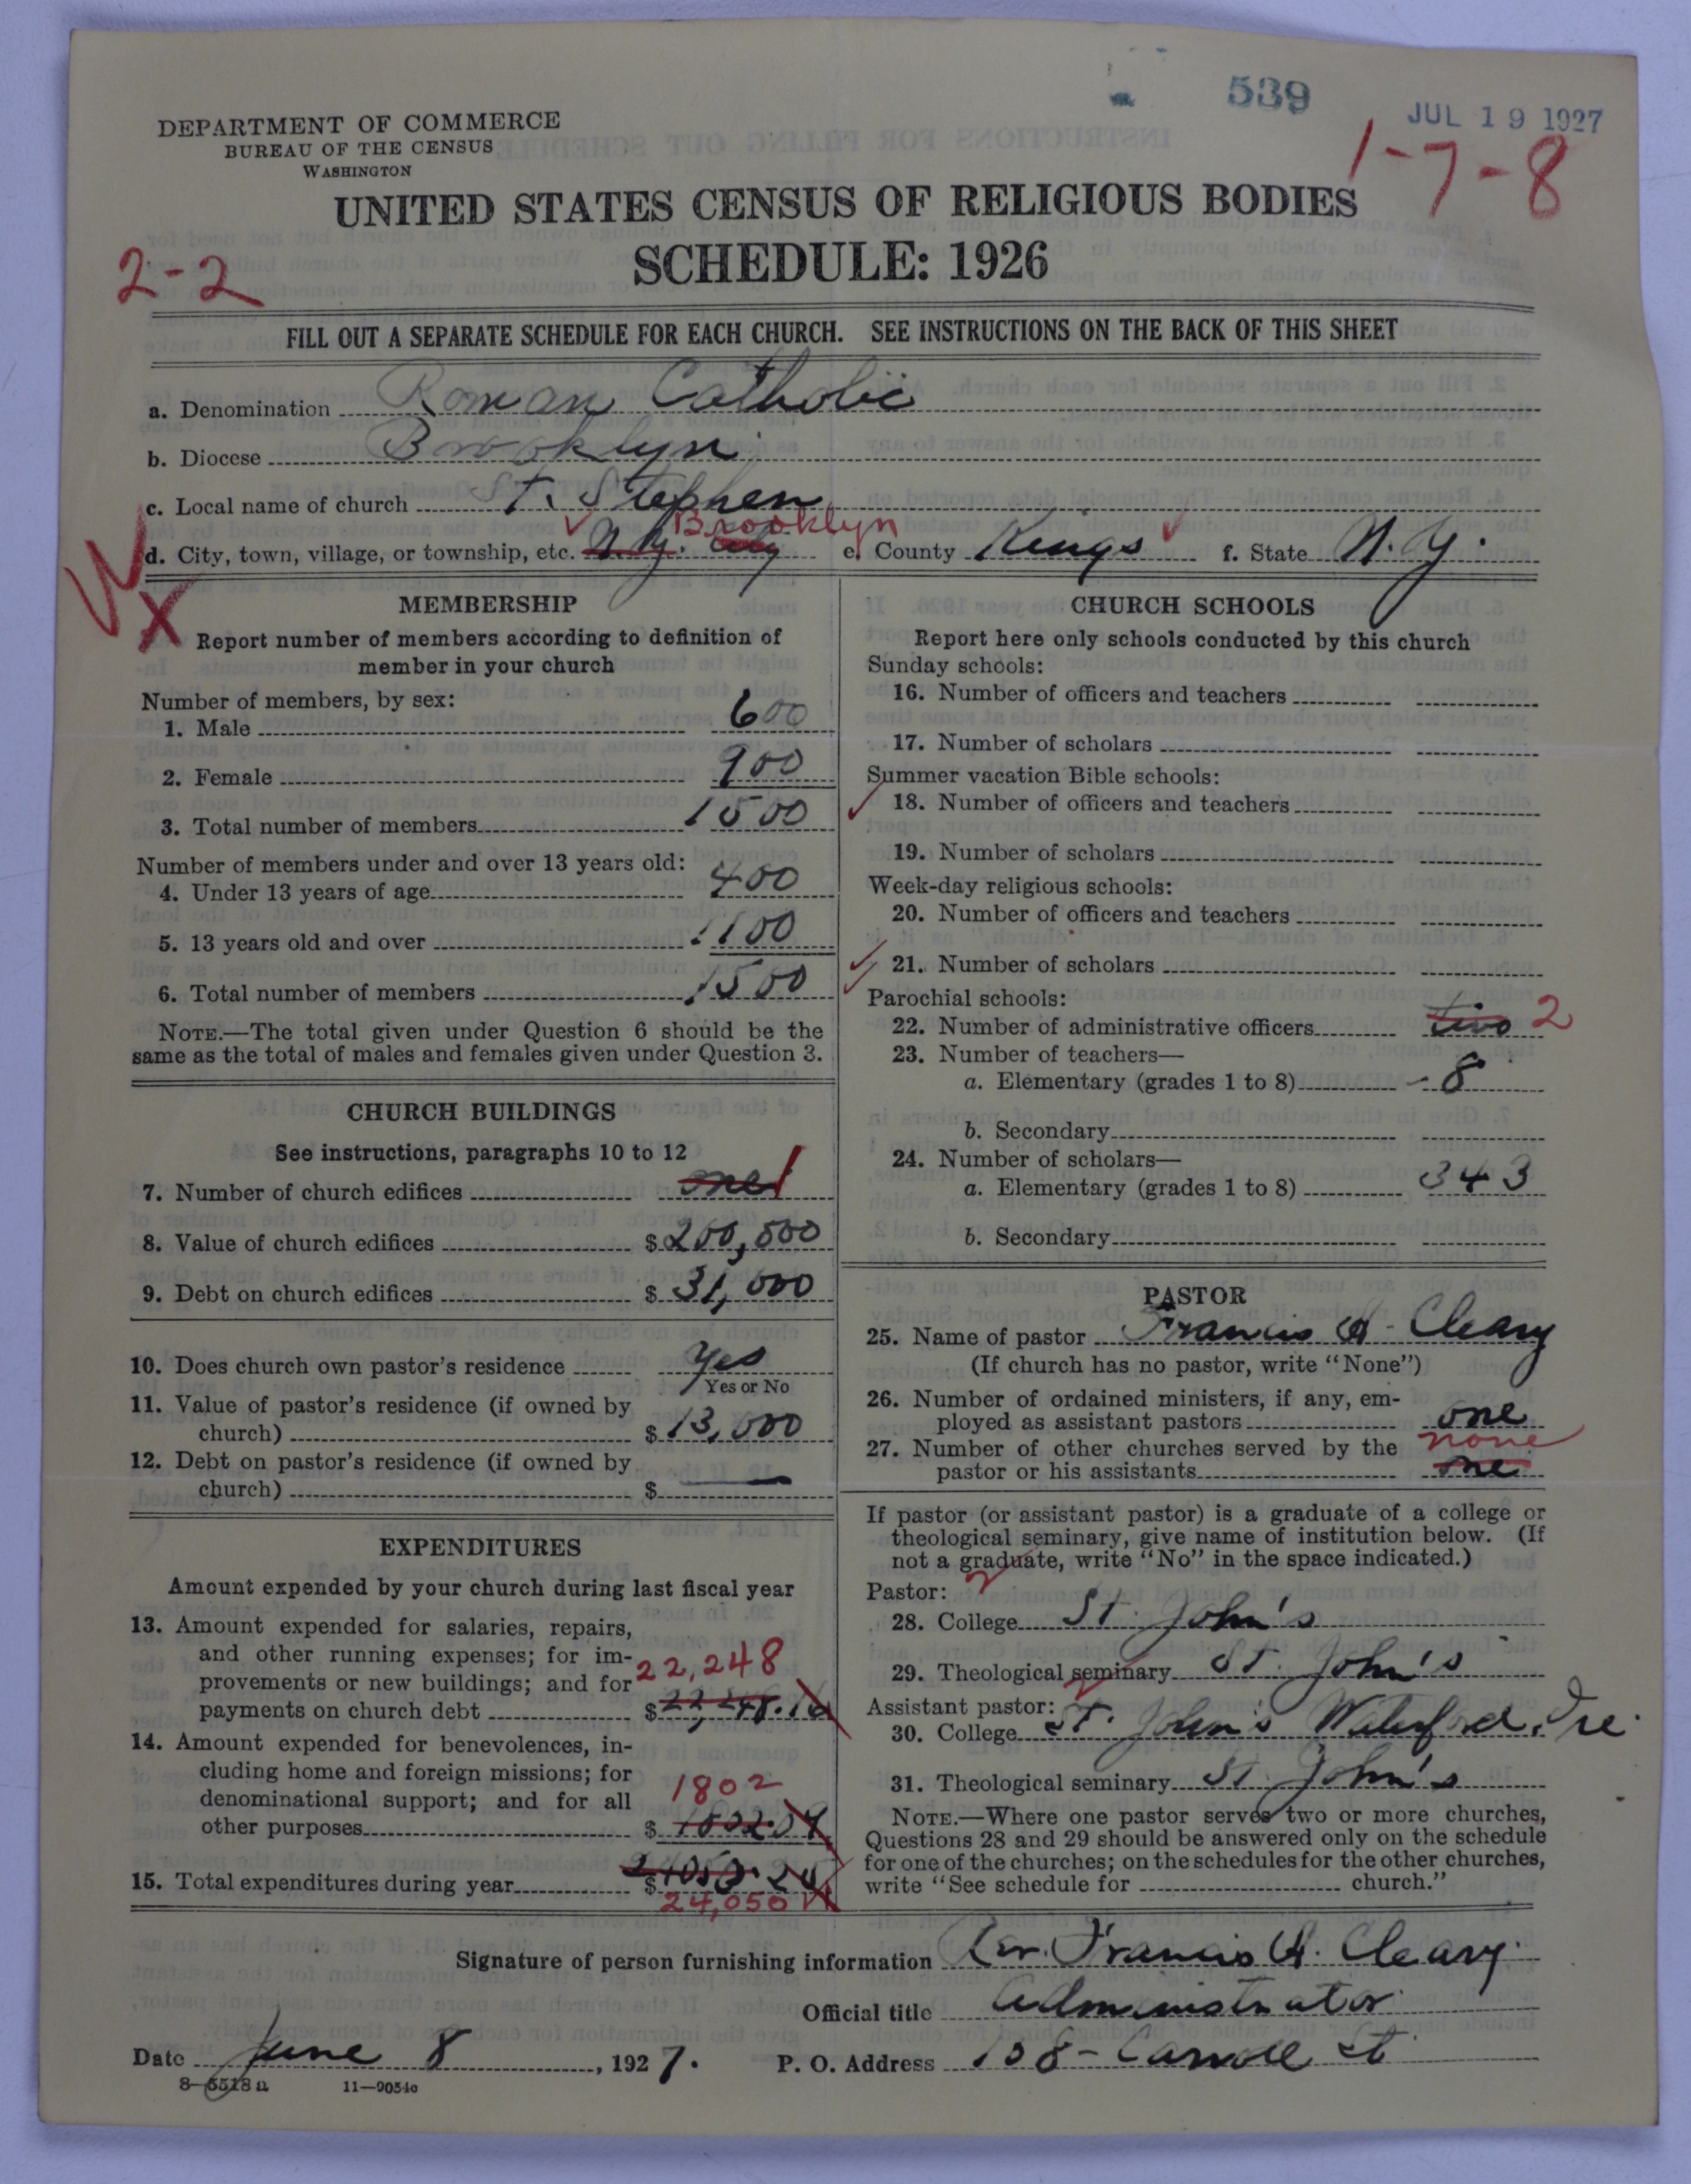 539
JUL 19 1927
DEPARTMENT OF COMMERCE
BUREAU OF THE CENSUS
WASHINGTON
1-7-8
UNITED STATES CENSUS OF RELIGIOUS BODIES
SCHEDULE: 1926
2-2
FILL OUT A SEPARATE SCHEDULE FOR EACH CHURCH. SEE INSTRUCTIONS ON THE BACK OF THIS SHEET
a. Denomination Roman Catholic
b. Diocese Brooklyn
c. Local name of church St. Stephen
Brooklyn
d. City, town, village, or township, etc. N.Y. City e. County Kings f. State N.Y.
X
MEMBERSHIP
Report number of members according to definition of
member in your church
Number of members, by sex:
1. Male 600
2. Female 900
3. Total number of members 1500
Number of members under and over 13 years old:
4. Under 13 years of age 400
5. 13 years old and over 1100
6. Total number of members 1500
NOTE.—The total given under Question 6 should be the
same as the total of males and females given under Question 3.
CHURCH BUILDINGS
See instructions, paragraphs 10 to 12
7. Number of church edifices one 1
8. Value of church edifices $200,000
9. Debt on church edifices $31,000
10. Does church own pastor's residence Yes
Yes or No
11. Value of pastor's residence (if owned by
church) $13,000
12. Debt on pastor's residence (if owned by
church) $ —
EXPENDITURES
Amount expended by your church during last fiscal year
13. Amount expended for salaries, repairs,
and other running expenses; for im-
provements or new buildings; and for 22,248
payments on church debt $22,248.16
14. Amount expended for benevolences, in-
cluding home and foreign missions; for
denominational support; and for all 1802
other purposes $1802.04
15. Total expenditures during year $24050.20
24,050
CHURCH SCHOOLS
Report here only schools conducted by this church
Sunday schools:
16. Number of officers and teachers
17. Number of scholars
Summer vacation Bible schools:
18. Number of officers and teachers
19. Number of scholars
Week-day religious schools:
20. Number of officers and teachers
21. Number of scholars
Parochial schools:
22. Number of administrative officers two 2
23. Number of teachers—
a. Elementary (grades 1 to 8) 8
b. Secondary
24. Number of scholars—
a. Elementary (grades 1 to 8) 343
b. Secondary
PASTOR
25. Name of pastor Francis A. Cleary
(If church has no pastor, write "None")
26. Number of ordained ministers, if any, em-
ployed as assistant pastors one
27. Number of other churches served by the none
pastor or his assistants one
If pastor (or assistant pastor) is a graduate of a college or
theological seminary, give name of institution below. (If
not a graduate, write "No" in the space indicated.)
Pastor:
28. College St. John's
29. Theological seminary St. John's
Assistant pastor:
30. College St. John's Waterford, Ire.
31. Theological seminary St. John's
NOTE.—Where one pastor serves two or more churches,
Questions 28 and 29 should be answered only on the schedule
for one of the churches; on the schedules for the other churches,
write "See schedule for church."
Signature of person furnishing information Rev. Francis A. Cleary
Official title Administrator
Date June 8, 1927. P. O. Address 108 - Carroll St
8-5518 a 11—9054a